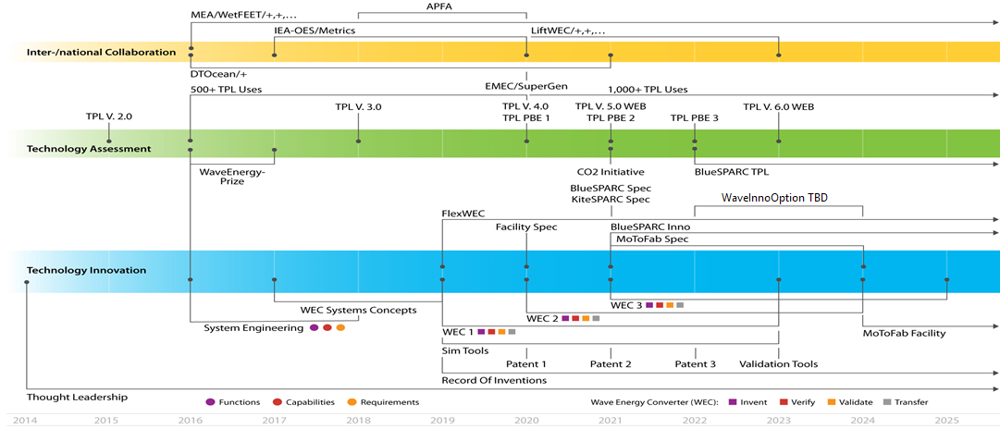 APFA
MEA/WetFEET/+,+,...
IEA-OES/Metrics
LiftWEC/+,+,...
Inter-/national Collaboration
DTOcean/+
EMEC/SuperGen
500+ TPL Uses
1,000+ TPL Uses
TPL V. 2.0
TPL V. 3.0
TPL V. 4.0
TPL PBE 1
TPL V. 5.0 WEB
TPL PBE 2
TPL PBE 3
TPL V. 6.0 WEB
Technology Assessment
WaveEnergy-
Prize
CO2 Initiative
BlueSPARC TPL
BlueSPARC Spec
KiteSPARC Spec
WaveInnoOption TBD
FlexWEC
Facility Spec
BlueSPARC Inno
MoToFab Spec
Technology Innovation
WEC Systems Concepts
WEC 3
WEC 2
System Engineering
WEC 1
MoToFab Facility
Sim Tools
Patent 1
Patent 2
Patent 3
Validation Tools
Record Of Inventions
Thought Leadership
Functions
Capabilities
Requirements
Wave Energy Converter (WEC):
Invent
Verify
Validate
Transfer
2014
2015
2016
2017
2018
2019
2020
2021
2022
2023
2024
2025